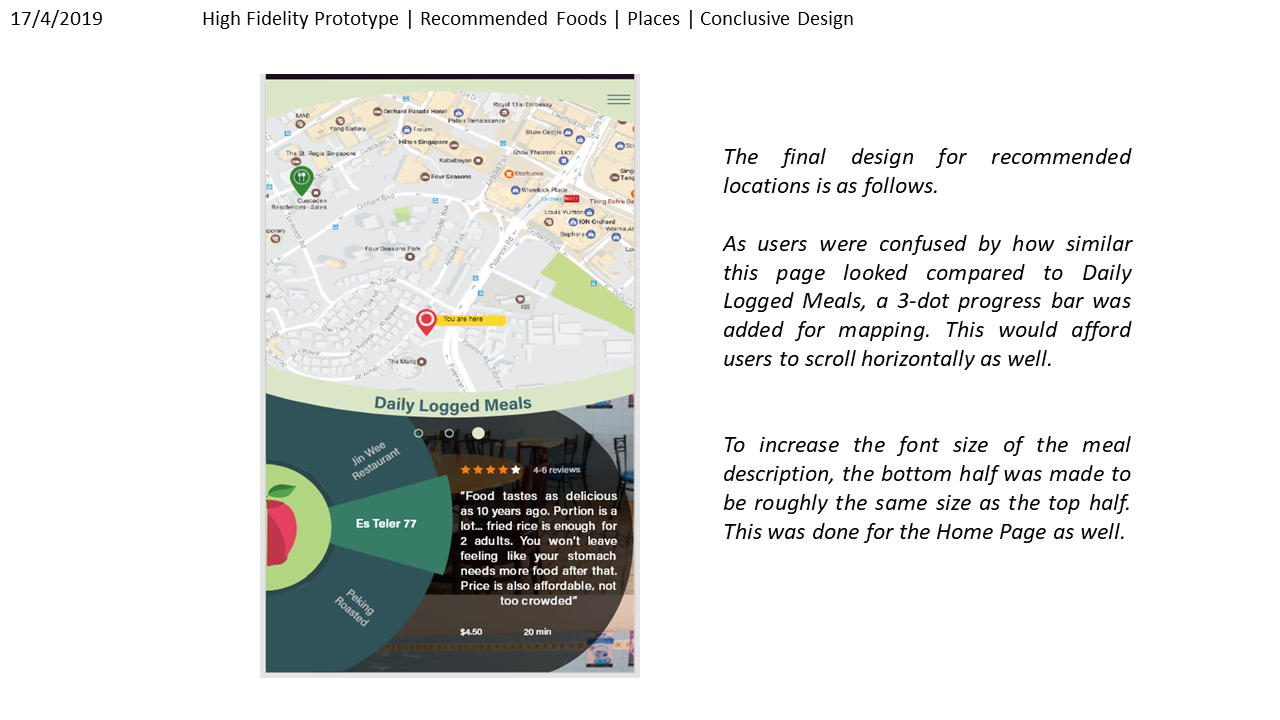 17/4/2019
High Fidelity Prototype | Recommended Foods | Places | Conclusive Design
Royal Thai Embassy
MAD
Orchard Parade Hotel
Palais Renaissance
Yong Gallery
Forum
Shaw Centre
Hilton Singapore
The St. Regis Singapore
Kababayan
Shaw Theatres - Lido
Four Seasons
Starbucks
Wheelock Place
Cuscaden
Residences - Sales
Orchard Blvd
Orchard
Louis Vuitton
ION Orchard
Sephora
Four Seasons Park
Paterson Rd
You are here
The Marq
Daily Logged Meals
Jin Wee
Restaurant
4-6 reviews
Es Teler 77
"Food tastes as delicious
as 10 years ago. Portion is a
lot... fried rice is enough for
2 adults. You won't leave
feeling like your stomach
needs more food after that.
Price is also affordable, not
too crowded"
Peking
Roasted
$4.50 20 min
The final design for recommended
locations is as follows.
As users were confused by how similar
this page looked compared to Daily
Logged Meals, a 3-dot progress bar was
added for mapping. This would afford
users to scroll horizontally as well.
To increase the font size of the meal
description, the bottom half was made to
be roughly the same size as the top half.
This was done for the Home Page as well.